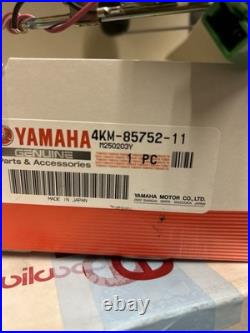 YAMAHA
GENUINE
Parts & Accessories
4KM-85752-11
M250203Y
1 PC
YAMAHA MOTOR CO., LTD.
MADE IN JAPAN